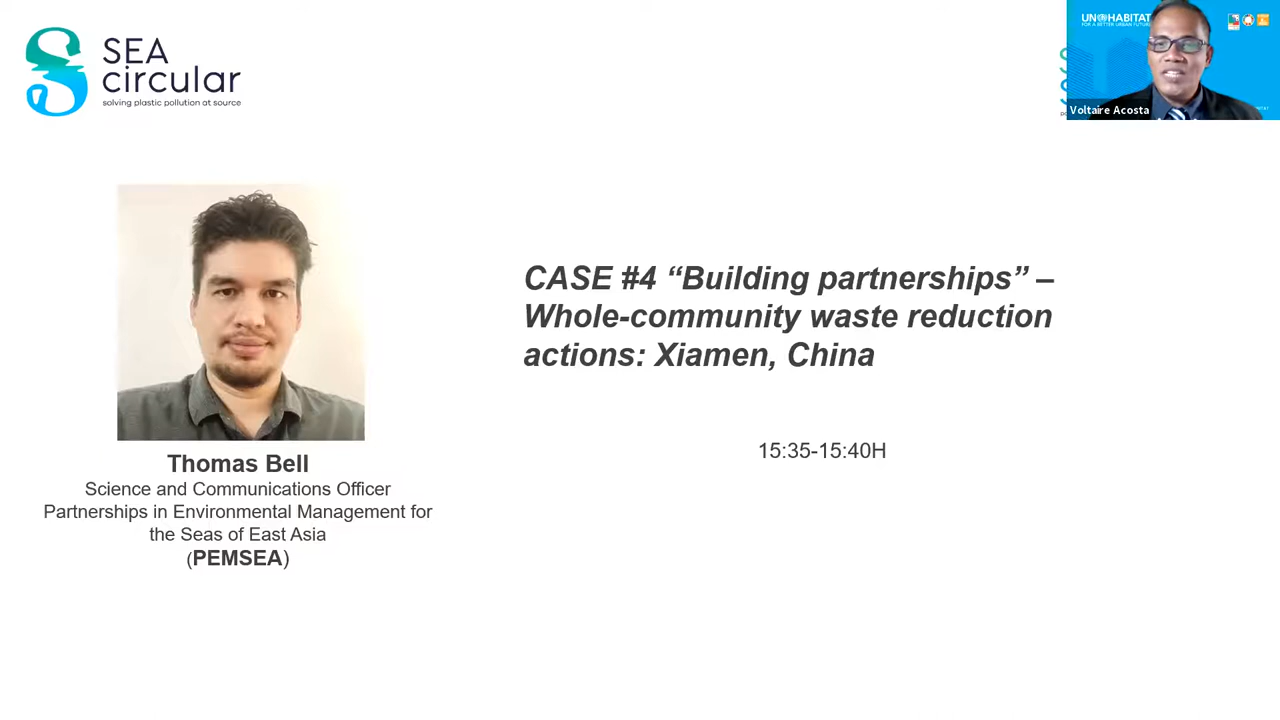 SEA
circular
solving plastic pollution at source
UN HABITAT
FOR A BETTER URBAN FUTURE
Voltaire Acosta
CASE #4 “Building partnerships” –
Whole-community waste reduction
actions: Xiamen, China
15:35-15:40H
Thomas Bell
Science and Communications Officer
Partnerships in Environmental Management for
the Seas of East Asia
(PEMSEA)